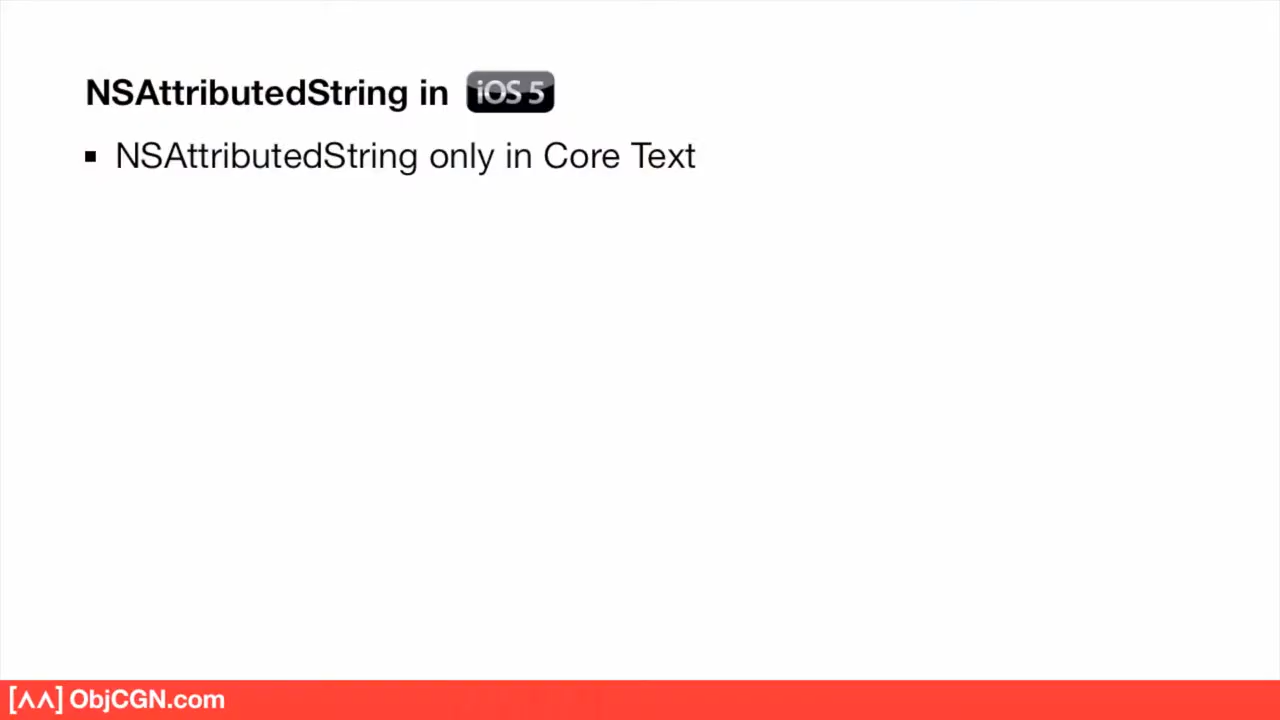 NSAttributedString in iOS 5
▪ NSAttributedString only in Core Text
[ʌʌ] ObjCGN.com